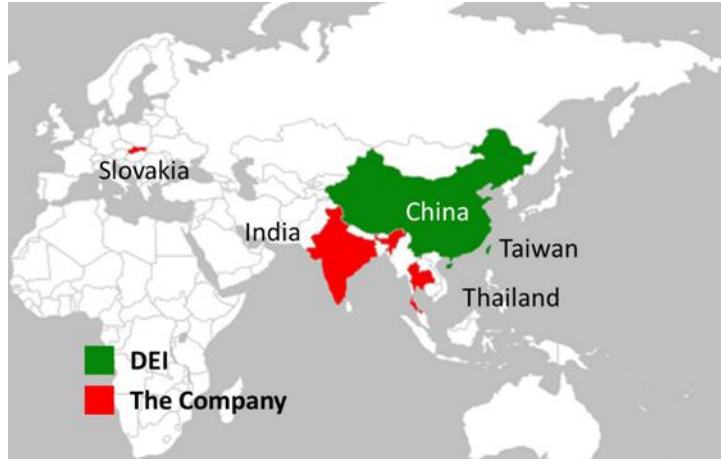 Slovakia
China
India
Taiwan
Thailand
DEI
The Company